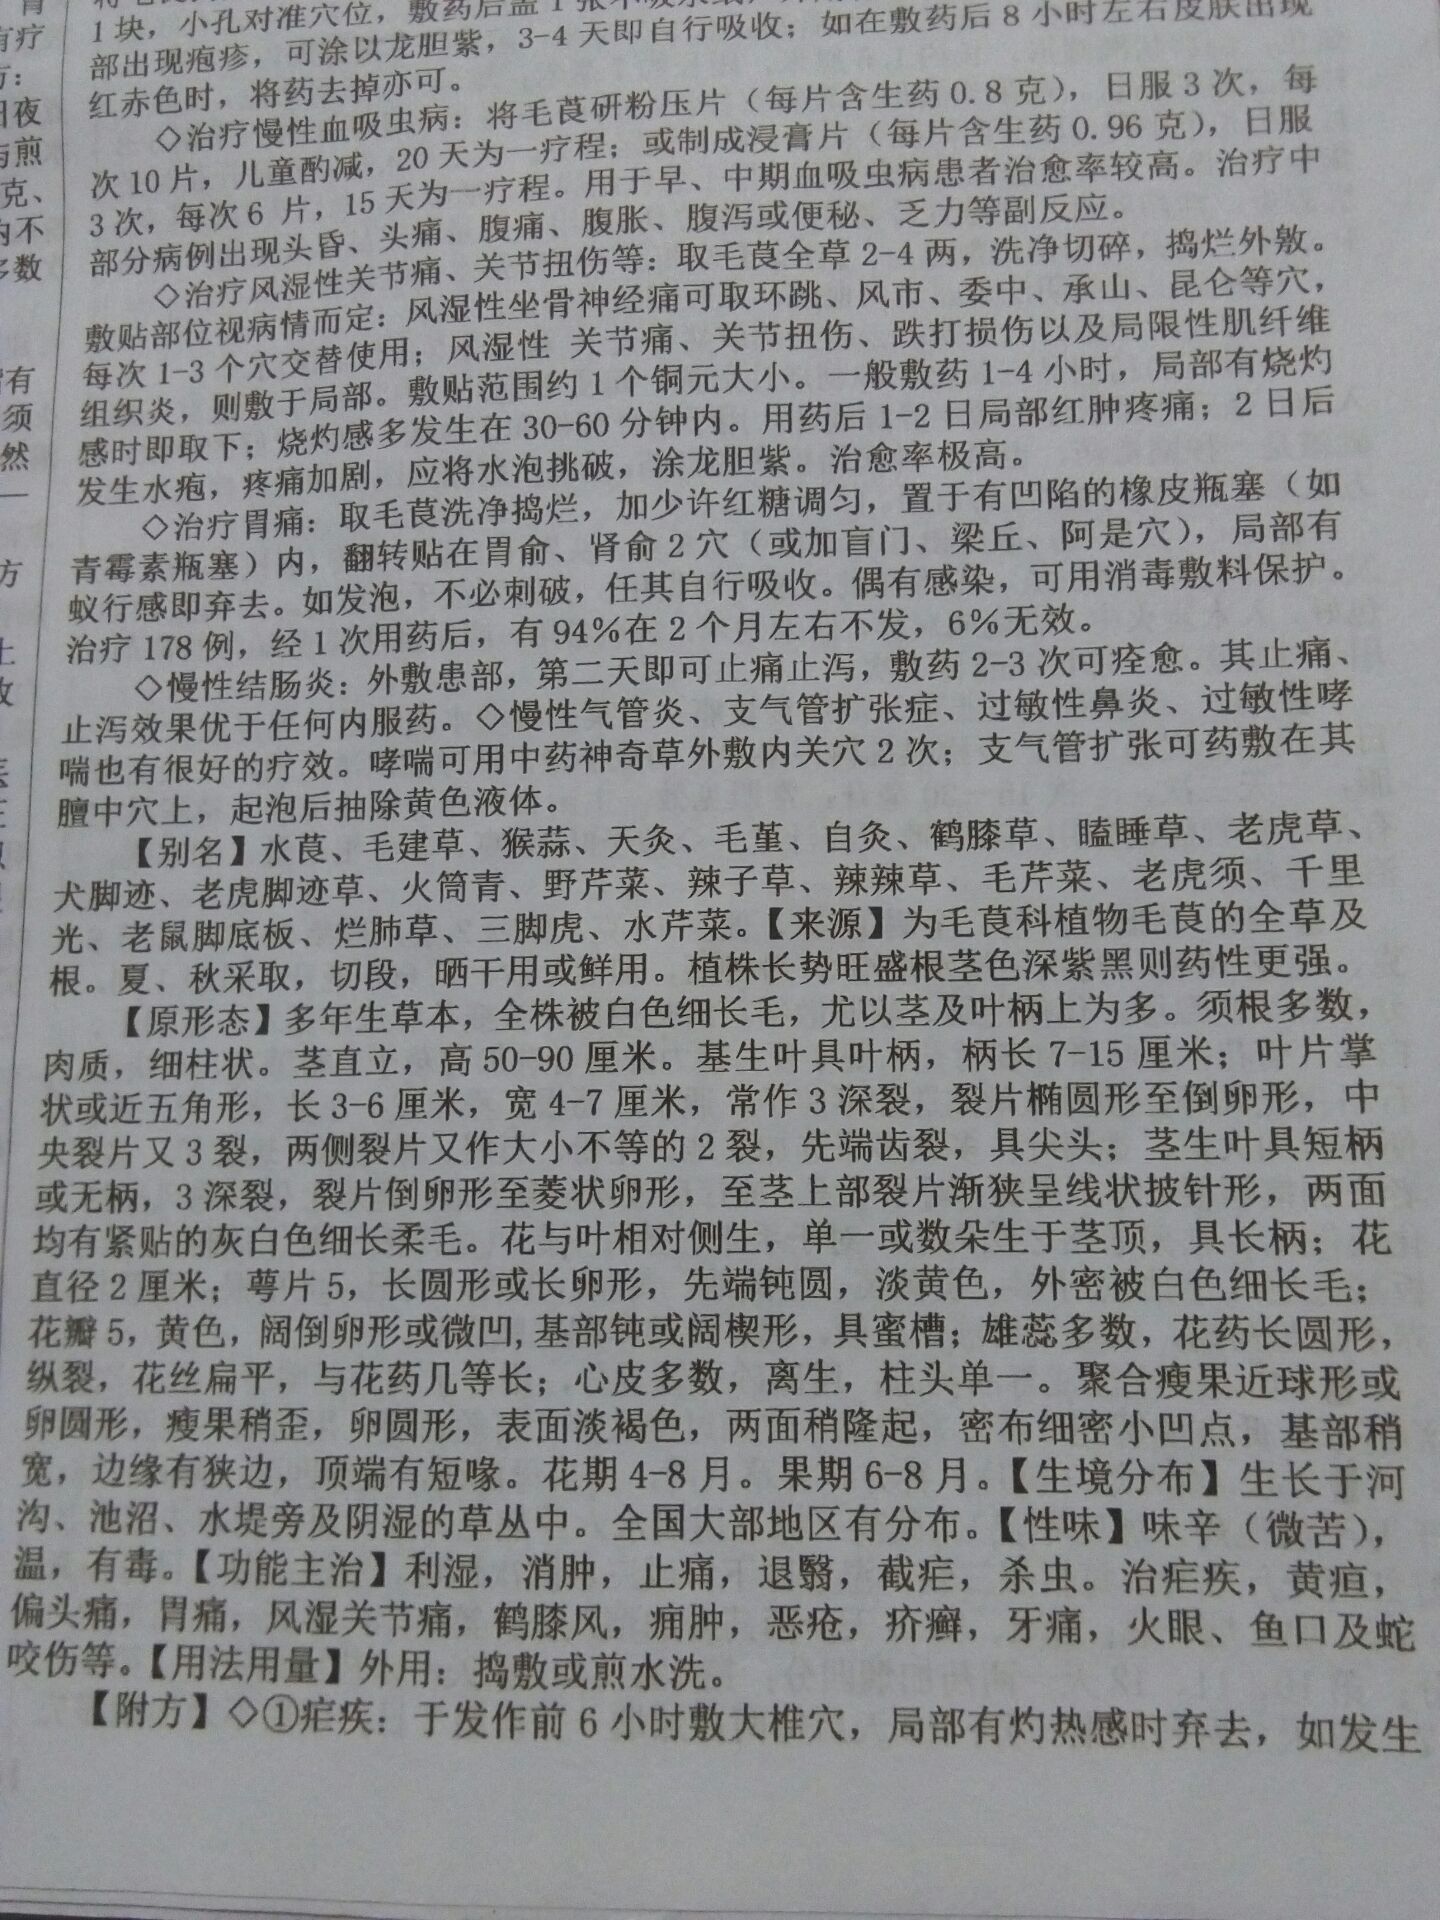 1块，小孔对准穴位，敷药后盖1张不吸水纸，
部出现疱疹，可涂以龙胆紫，3-4天即自行吸收；如在敷药后8小时左右皮肤出现
红赤色时，将药去掉亦可。
◇治疗慢性血吸虫病：将毛茛研粉压片（每片含生药0.8克），日服3次，每
次10片，儿童酌减，20天为一疗程；或制成浸膏片（每片含生药0.96克），日服
3次，每次6 片，15天为一疗程。用于早、中期血吸虫病患者治愈率较高。治疗中
部分病例出现头昏、头痛、腹痛、腹胀、腹泻或便秘、乏力等副反应。
◇治疗风湿性关节痛、关节扭伤等：取毛茛全草2-4两，洗净切碎，捣烂外敷。
敷贴部位视病情而定：风湿性坐骨神经痛可取环跳、风市、委中、承山、昆仑等穴，
每次1-3个穴交替使用；风湿性 关节痛、关节扭伤、跌打损伤以及局限性肌纤维
组织炎，则敷于局部。敷贴范围约1个铜元大小。一般敷药1-4小时，局部有烧灼
感时即取下；烧灼感多发生在30-60分钟内。用药后1-2日局部红肿疼痛；2日后
发生水疱，疼痛加剧，应将水泡挑破，涂龙胆紫。治愈率极高。
◇治疗胃痛：取毛茛洗净捣烂，加少许红糖调匀，置于有凹陷的橡皮瓶塞（如
青霉素瓶塞）内，翻转贴在胃俞、肾俞2穴（或加肓门、梁丘、阿是穴），局部有
蚁行感即弃去。如发泡，不必刺破，任其自行吸收。偶有感染，可用消毒敷料保护。
治疗178例，经1次用药后，有94%在2个月左右不发，6%无效。
◇慢性结肠炎：外敷患部，第二天即可止痛止泻，敷药2-3次可痊愈。其止痛、
止泻效果优于任何内服药。◇慢性气管炎、支气管扩张症、过敏性鼻炎、过敏性哮
喘也有很好的疗效。哮喘可用中药神奇草外敷内关穴2次；支气管扩张可药敷在其
膻中穴上，起泡后抽除黄色液体。
【别名】水茛、毛建草、猴蒜、天灸、毛堇、自灸、鹤膝草、瞌睡草、老虎草、
犬脚迹、老虎脚迹草、火筒青、野芹菜、辣子草、辣辣草、毛芹菜、老虎须、千里
光、老鼠脚底板、烂肺草、三脚虎、水芹菜。【来源】为毛茛科植物毛茛的全草及
根。夏、秋采取，切段，晒干用或鲜用。植株长势旺盛根茎色深紫黑则药性更强。
【原形态】多年生草本，全株被白色细长毛，尤以茎及叶柄上为多。须根多数，
肉质，细柱状。茎直立，高50-90厘米。基生叶具叶柄，柄长7-15厘米；叶片掌
状或近五角形，长3-6厘米，宽4-7厘米，常作3深裂，裂片椭圆形至倒卵形，中
央裂片又3裂，两侧裂片又作大小不等的2裂，先端齿裂，具尖头；茎生叶具短柄
或无柄，3深裂，裂片倒卵形至菱状卵形，至茎上部裂片渐狭呈线状披针形，两面
均有紧贴的灰白色细长柔毛。花与叶相对侧生，单一或数朵生于茎顶，具长柄；花
直径2厘米；萼片5，长圆形或长卵形，先端钝圆，淡黄色，外密被白色细长毛；
花瓣5，黄色，阔倒卵形或微凹,基部钝或阔楔形，具蜜槽；雄蕊多数，花药长圆形，
纵裂，花丝扁平，与花药几等长；心皮多数，离生，柱头单一。聚合瘦果近球形或
卵圆形，瘦果稍歪，卵圆形，表面淡褐色，两面稍隆起，密布细密小凹点，基部稍
宽，边缘有狭边，顶端有短喙。花期4-8月。果期6-8月。【生境分布】生长于河
沟、池沼、水堤旁及阴湿的草丛中。全国大部地区有分布。【性味】味辛（微苦），
温，有毒。【功能主治】利湿，消肿，止痛，退翳，截疟，杀虫。治疟疾，黄疸，
偏头痛，胃痛，风湿关节痛，鹤膝风，痈肿，恶疮，疥癣，牙痛，火眼、鱼口及蛇
咬伤等。【用法用量】外用：捣敷或煎水洗。
【附方】◇①疟疾：于发作前6小时敷大椎穴，局部有灼热感时弃去，如发生